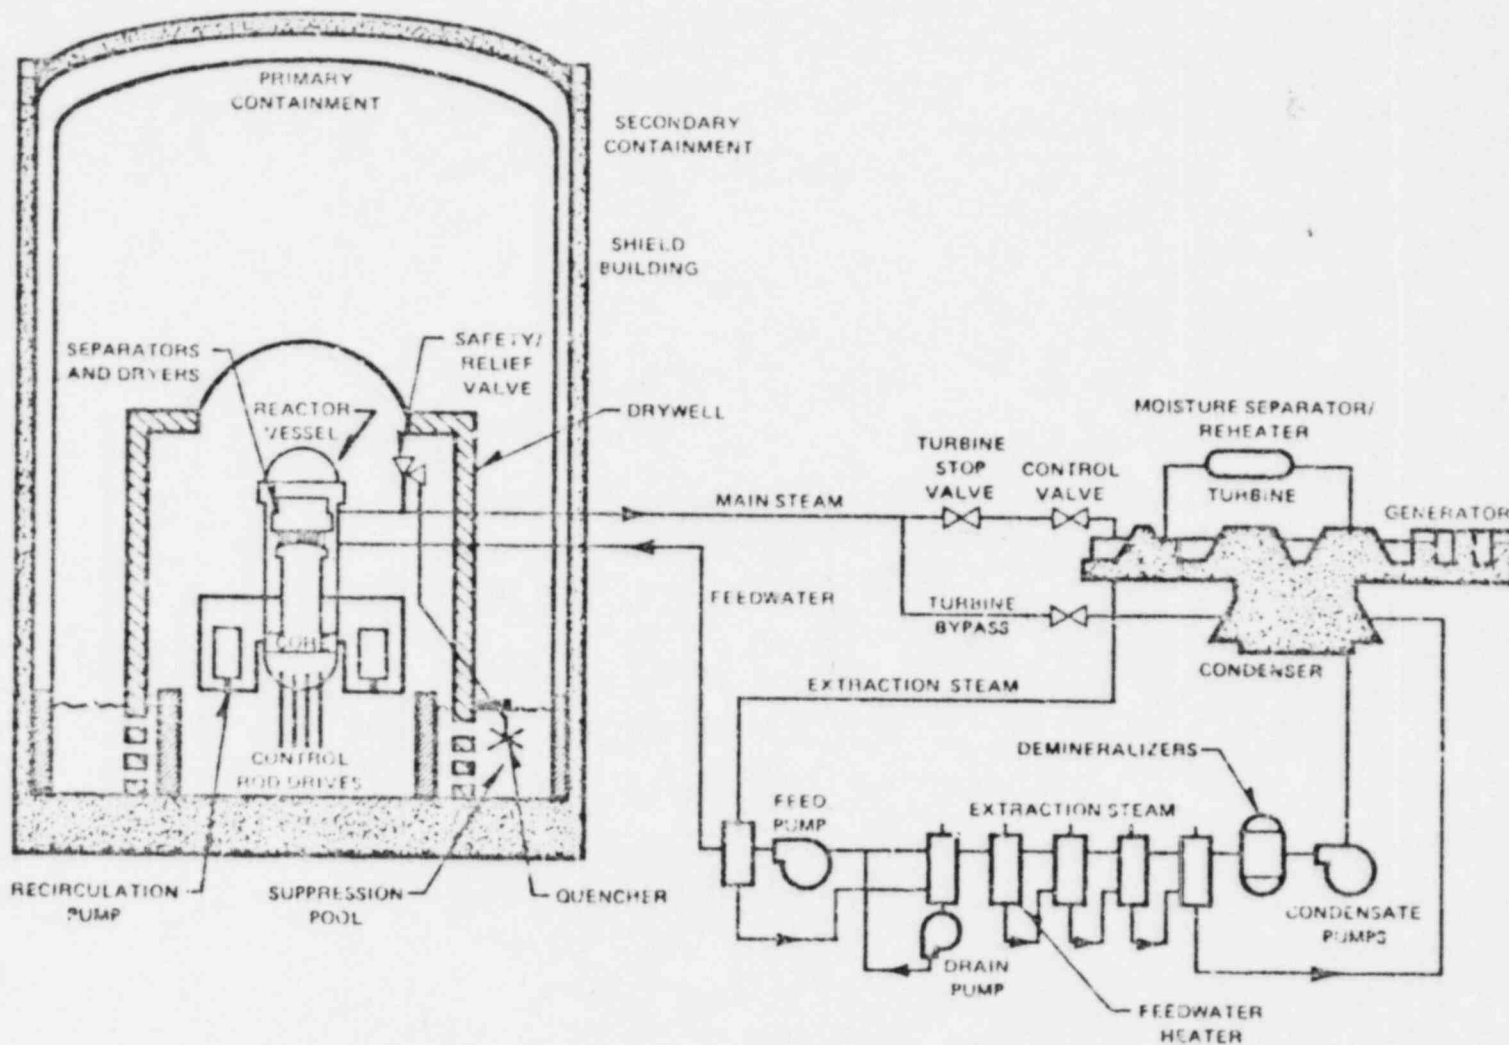 PRIMARY
CONTAINMENT
SECONDARY
CONTAINMENT
SHIELD
BUILDING
SEPARATORS
AND DRYERS
SAFETY/
RELIEF
VALVE
REACTOR
VESSEL
DRYWELL
MOISTURE SEPARATOR/
REHEATER
TURBINE
STOP
VALVE
CONTROL
VALVE
TURBINE
GENERATOR
MAIN STEAM
FEEDWATER
TURBINE
BYPASS
CONDENSER
CORE
EXTRACTION STEAM
CONTROL
ROD DRIVES
DEMINERALIZERS
FEED
PUMP
EXTRACTION STEAM
RECIRCULATION
PUMP
SUPPRESSION
POOL
QUENCHER
CONDENSATE
PUMPS
DRAIN
PUMP
FEEDWATER
HEATER